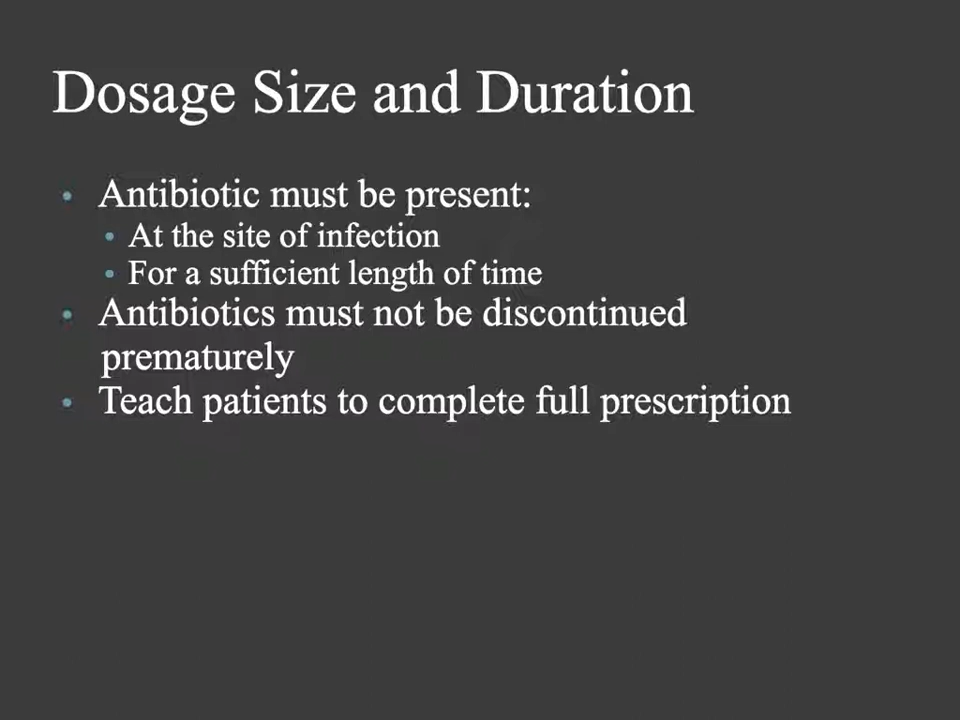 Dosage Size and Duration
• Antibiotic must be present:
• At the site of infection
• For a sufficient length of time
• Antibiotics must not be discontinued
prematurely
• Teach patients to complete full prescription